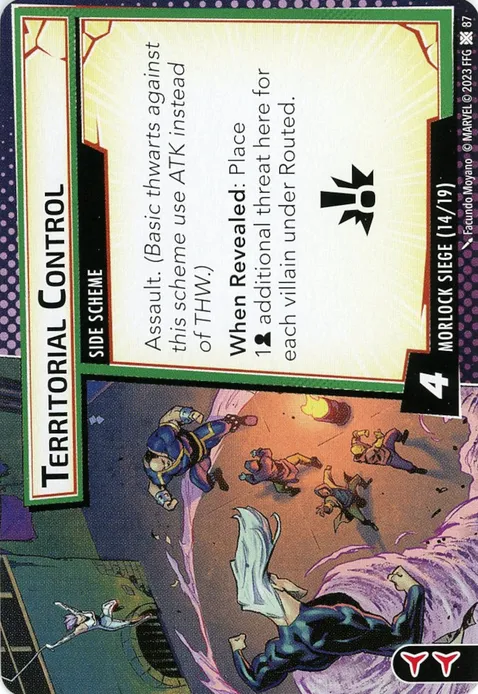 TERRITORIAL CONTROL
SIDE SCHEME
Assault. (Basic thwarts against
this scheme use ATK instead
of THW.)
When Revealed: Place
1 additional threat here for
each villain under Routed.
4
MORLOCK SIEGE (14/19)
Facundo Moyano © MARVEL © 2023 FFG 87